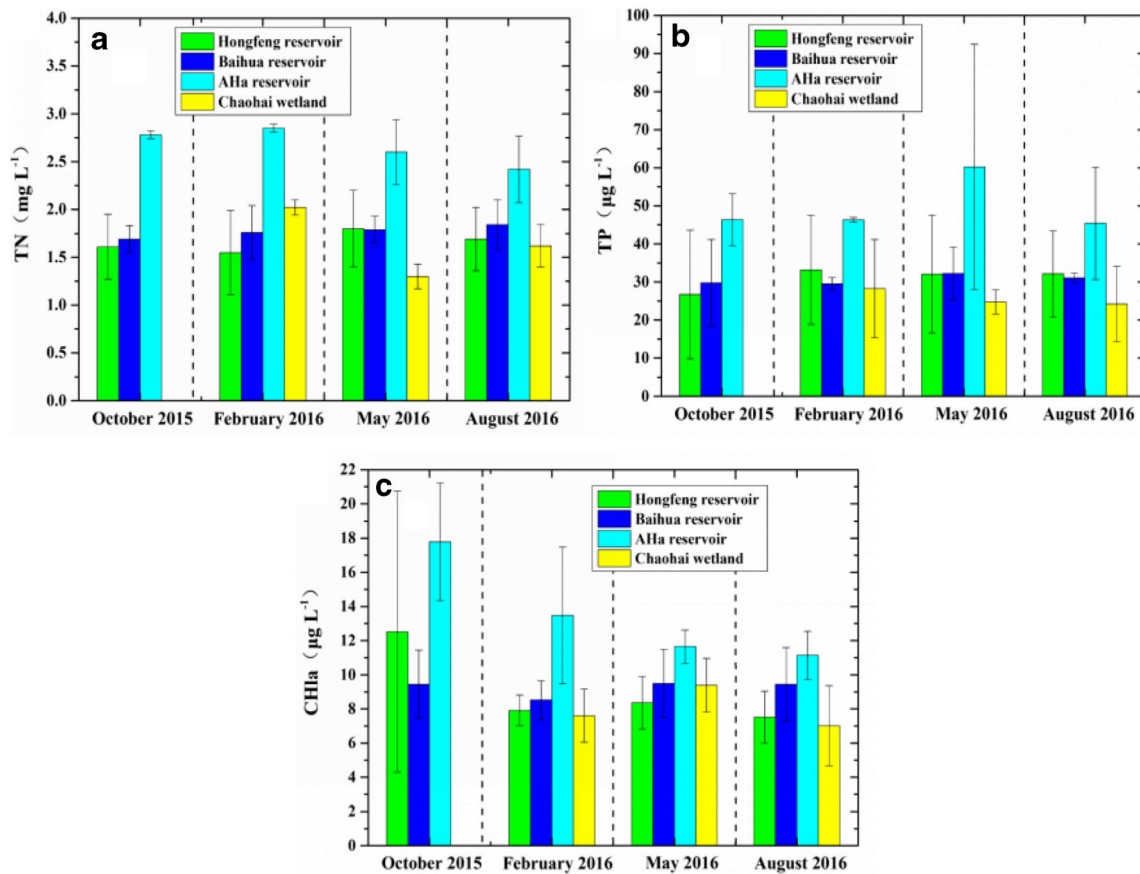 a
Hongfeng reservoir
Baihua reservoir
AHa reservoir
Chaohai wetland
TN（mg L⁻¹）
4.0
3.5
3.0
2.5
2.0
1.5
1.0
0.5
0.0
October 2015 February 2016 May 2016 August 2016
b
Hongfeng reservoir
Baihua reservoir
AHa reservoir
Chaohai wetland
TP（μg L⁻¹）
100
90
80
70
60
50
40
30
20
10
0
October 2015 February 2016 May 2016 August 2016
c
Hongfeng reservoir
Baihua reservoir
AHa reservoir
Chaohai wetland
CHla（μg L⁻¹）
22
20
18
16
14
12
10
8
6
4
2
0
October 2015 February 2016 May 2016 August 2016